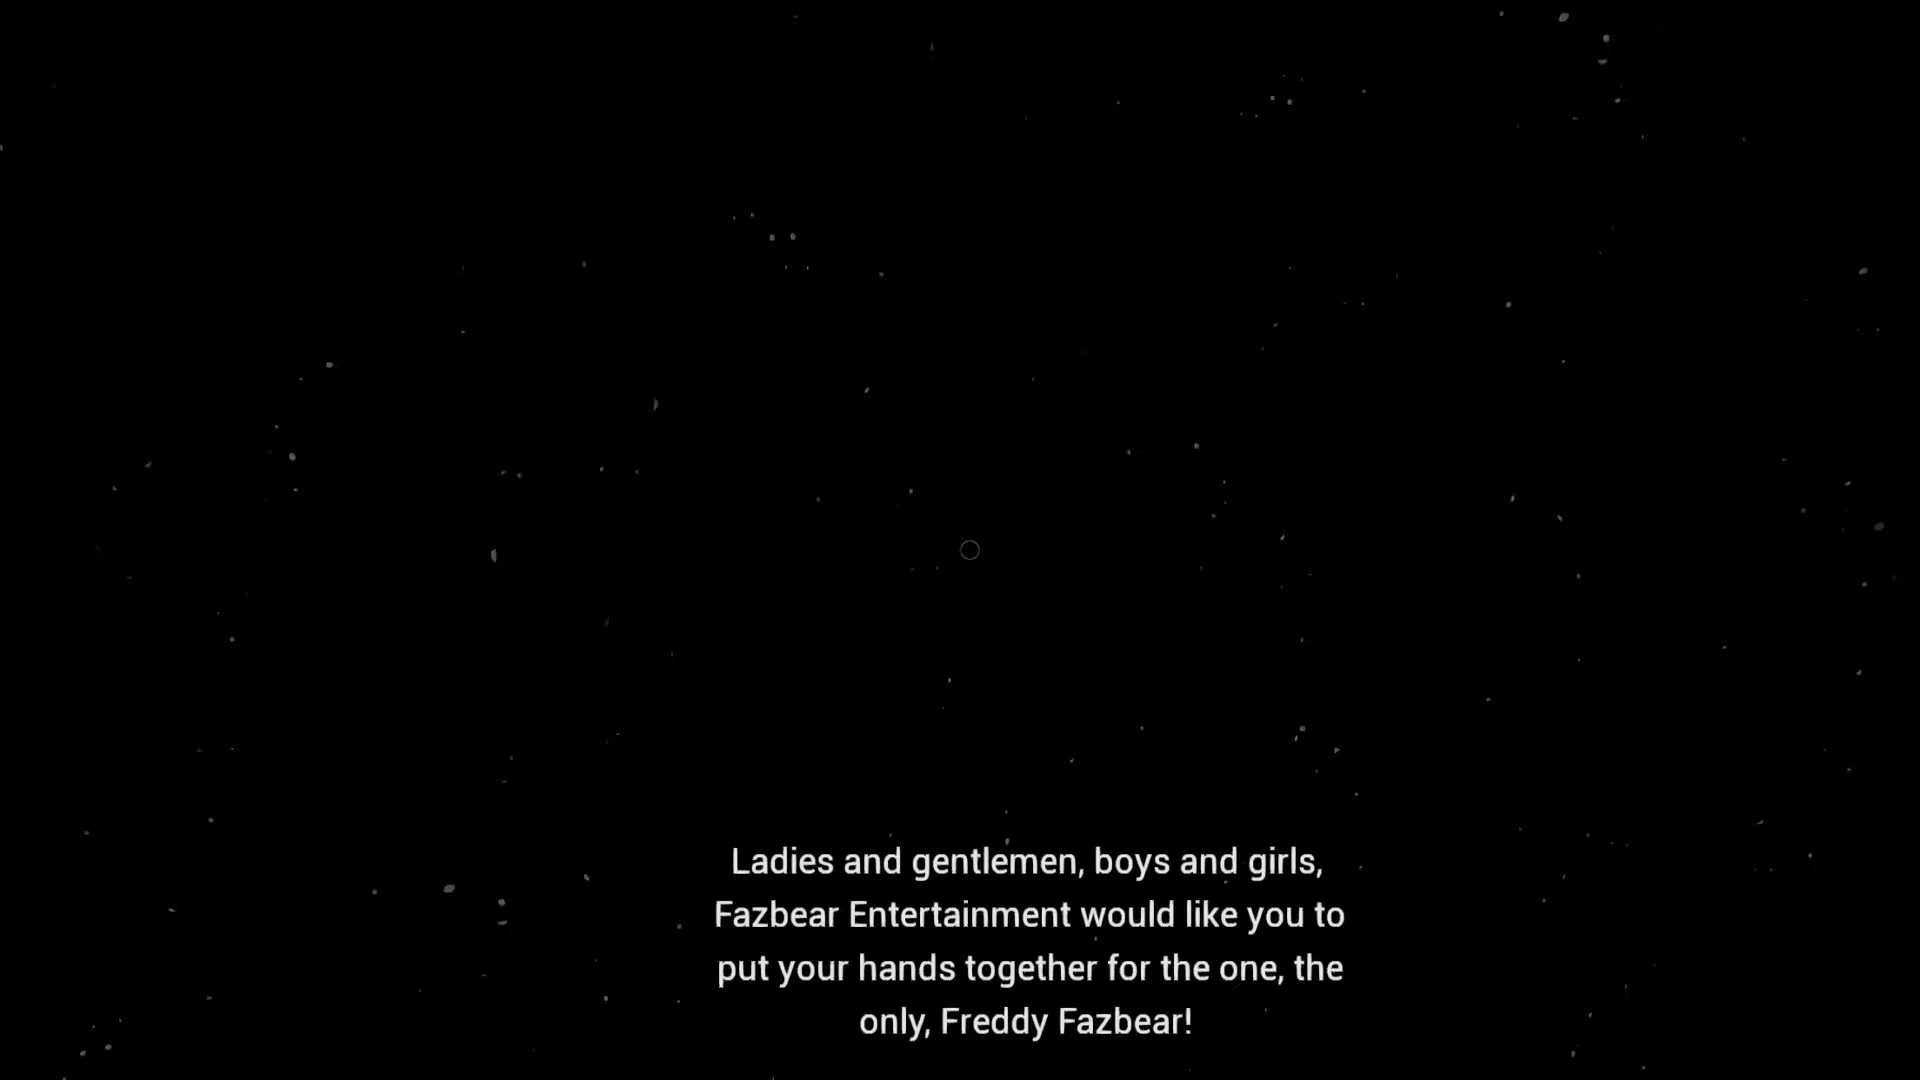 Ladies and gentlemen, boys and girls,
Fazbear Entertainment would like you to
put your hands together for the one, the
only, Freddy Fazbear!